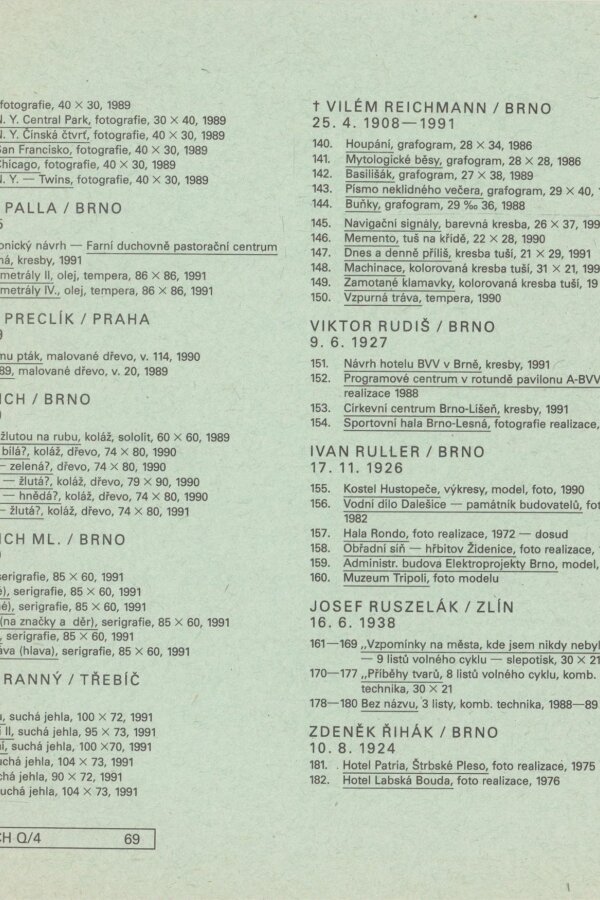 fotografie, 40 × 30, 1989
N. Y. Central Park, fotografie, 30 × 40, 1989
N. Y. Čínská čtvrť, fotografie, 40 × 30, 1989
San Francisko, fotografie, 40 × 30, 1989
Chicago, fotografie, 40 × 30, 1989
N. Y. — Twins, fotografie, 40 × 30, 1989
PALLA / BRNO
5
onický návrh — Farní duchovně pastorační centrum
ná, kresby, 1991
metrály II, olej, tempera, 86 × 86, 1991
metrály IV., olej, tempera, 86 × 86, 1991
PRECLÍK / PRAHA
9
mu pták, malované dřevo, v. 114, 1990
89, malované dřevo, v. 20, 1989
ICH / BRNO
žlutou na rubu, koláž, sololit, 60 × 60, 1989
bílá?, koláž, dřevo, 74 × 80, 1990
— zelená?, dřevo, 74 × 80, 1990
— žlutá?, koláž, dřevo, 79 × 90, 1990
— hnědá?, koláž, dřevo, 74 × 80, 1990
— žlutá?, koláž, dřevo, 74 × 80, 1991
ICH ML. / BRNO
serigrafie, 85 × 60, 1991
é), serigrafie, 85 × 60, 1991
né), serigrafie, 85 × 60, 1991
(na značky a děr), serigrafie, 85 × 60, 1991
, serigrafie, 85 × 60, 1991
áva (hlava), serigrafie, 85 × 60, 1991
RANNÝ / TŘEBÍČ
, suchá jehla, 100 × 72, 1991
í II, suchá jehla, 95 × 73, 1991
ní, suchá jehla, 100 ×70, 1991
suchá jehla, 104 × 73, 1991
suchá jehla, 90 × 72, 1991
suchá jehla, 104 × 73, 1991
CH Q/4 69
† VILÉM REICHMANN / BRNO
25. 4. 1908—1991
140. Houpání, grafogram, 28 × 34, 1986
141. Mytologické běsy, grafogram, 28 × 28, 1986
142. Basilišák, grafogram, 27 × 38, 1989
143. Písmo neklidného večera, grafogram, 29 × 40, 1
144. Buňky, grafogram, 29 ‰ 36, 1988
145. Navigační signály, barevná kresba, 26 × 37, 199
146. Memento, tuš na křídě, 22 × 28, 1990
147. Dnes a denně příliš, kresba tuší, 21 × 29, 1991
148. Machinace, kolorovaná kresba tuší, 31 × 21, 199
149. Zamotané klamavky, kolorovaná kresba tuší, 19
150. Vzpurná tráva, tempera, 1990
VIKTOR RUDIŠ / BRNO
9. 6. 1927
151. Návrh hotelu BVV v Brně, kresby, 1991
152. Programové centrum v rotundě pavilonu A-BVV
realizace 1988
153. Církevní centrum Brno-Líšeň, kresby, 1991
154. Sportovní hala Brno-Lesná, fotografie realizace,
IVAN RULLER / BRNO
17. 11. 1926
155. Kostel Hustopeče, výkresy, model, foto, 1990
156. Vodní dílo Dalešice — památník budovatelů, fot
1982
157. Hala Rondo, foto realizace, 1972 — dosud
158. Obřadní síň — hřbitov Židenice, foto realizace,
159. Administr. budova Elektroprojekty Brno, model,
160. Muzeum Tripoli, foto modelu
JOSEF RUSZELÁK / ZLÍN
16. 6. 1938
161—169 „Vzpomínky na města, kde jsem nikdy nebyl
— 9 listů volného cyklu — slepotisk, 30 × 21
170—177 „Příběhy tvarů, 8 listů volného cyklu, komb.
technika, 30 × 21
178—180 Bez názvu, 3 listy, komb. technika, 1988—89
ZDENĚK ŘIHÁK / BRNO
10. 8. 1924
181. Hotel Patria, Štrbské Pleso, foto realizace, 1975
182. Hotel Labská Bouda, foto realizace, 1976